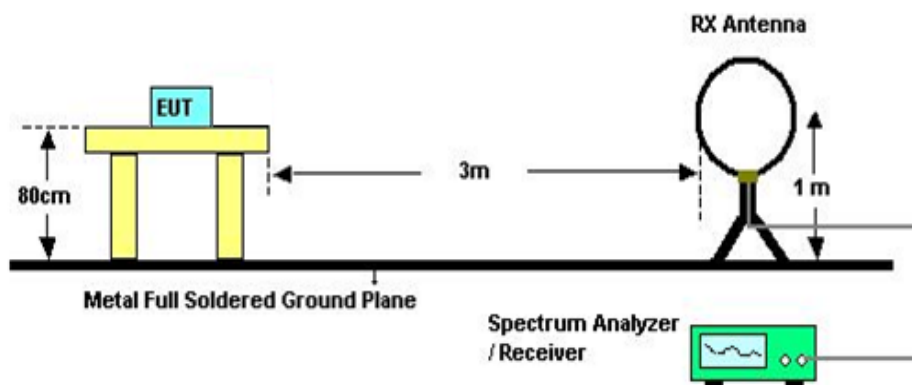 RX Antenna
EUT
3m
80cm
1 m
Metal Full Soldered Ground Plane
Spectrum Analyzer
/ Receiver